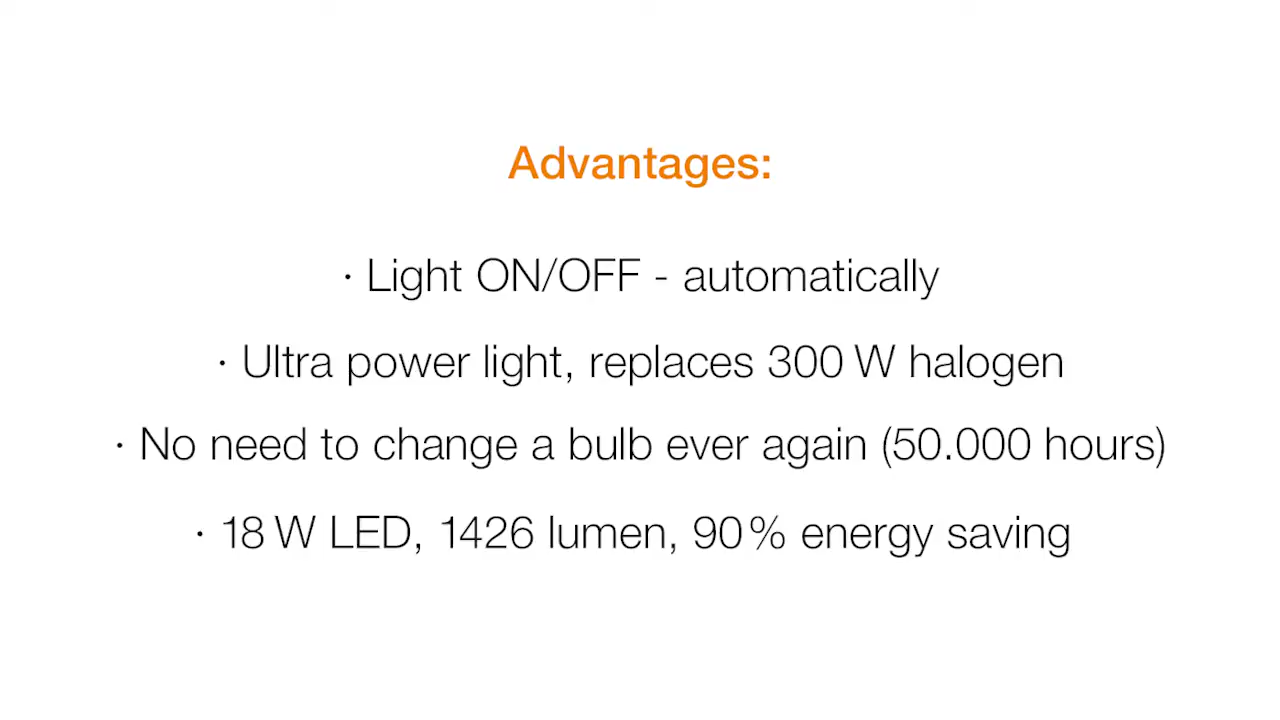 Advantages:
· Light ON/OFF - automatically
· Ultra power light, replaces 300 W halogen
· No need to change a bulb ever again (50.000 hours)
· 18 W LED, 1426 lumen, 90% energy saving